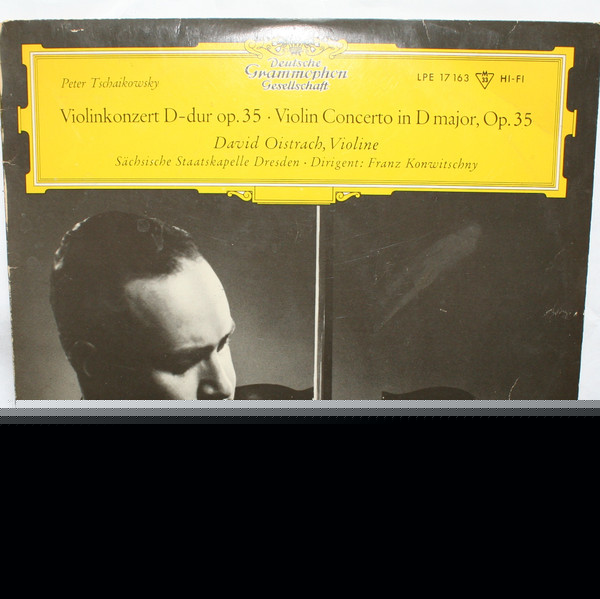 Deutsche
Grammophon
Gesellschaft
LPE 17 163 M 33 HI-FI
Peter Tschaikowsky
Violinkonzert D-dur op. 35 · Violin Concerto in D major, Op. 35
David Oistrach, Violine
Sächsische Staatskapelle Dresden · Dirigent: Franz Konwitschny